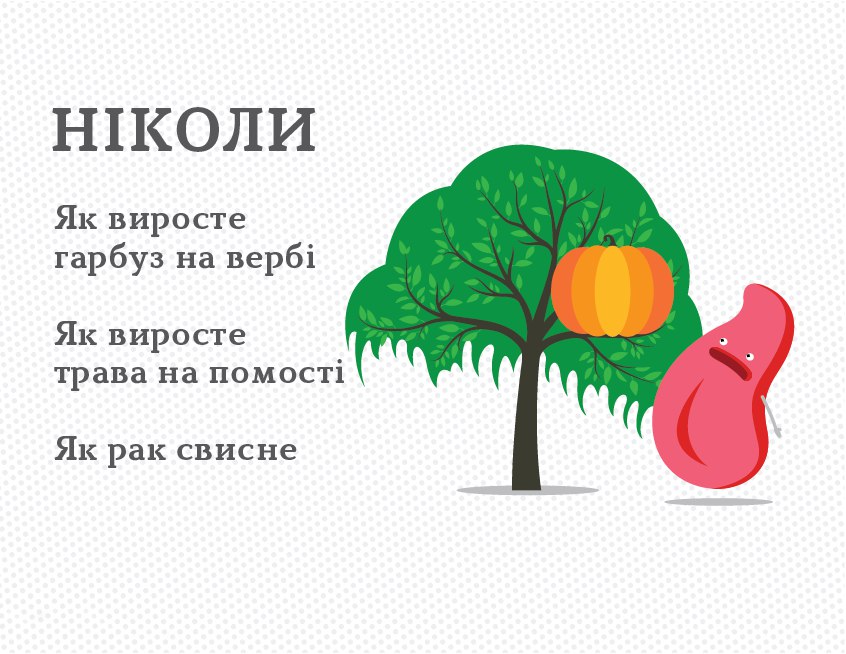 НІКОЛИ
Як виросте
гарбуз на вербі
Як виросте
трава на помості
Як рак свисне